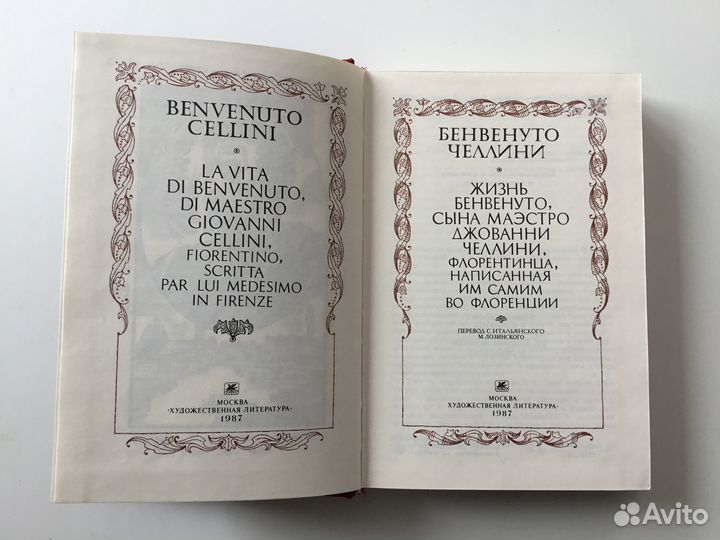 BENVENUTO
CELLINI
LA VITA
DI BENVENUTO,
DI MAESTRO
GIOVANNI
CELLINI,
FIORENTINO,
SCRITTA
PAR LUI MEDESIMO
IN FIRENZE
МОСКВА
«ХУДОЖЕСТВЕННАЯ ЛИТЕРАТУРА»
1987
БЕНВЕНУТО
ЧЕЛЛИНИ
ЖИЗНЬ
БЕНВЕНУТО,
СЫНА МАЭСТРО
ДЖОВАННИ
ЧЕЛЛИНИ,
ФЛОРЕНТИНЦА,
НАПИСАННАЯ
ИМ САМИМ
ВО ФЛОРЕНЦИИ
ПЕРЕВОД С ИТАЛЬЯНСКОГО
М. ЛОЗИНСКОГО
МОСКВА
«ХУДОЖЕСТВЕННАЯ ЛИТЕРАТУРА»
1987
Avito